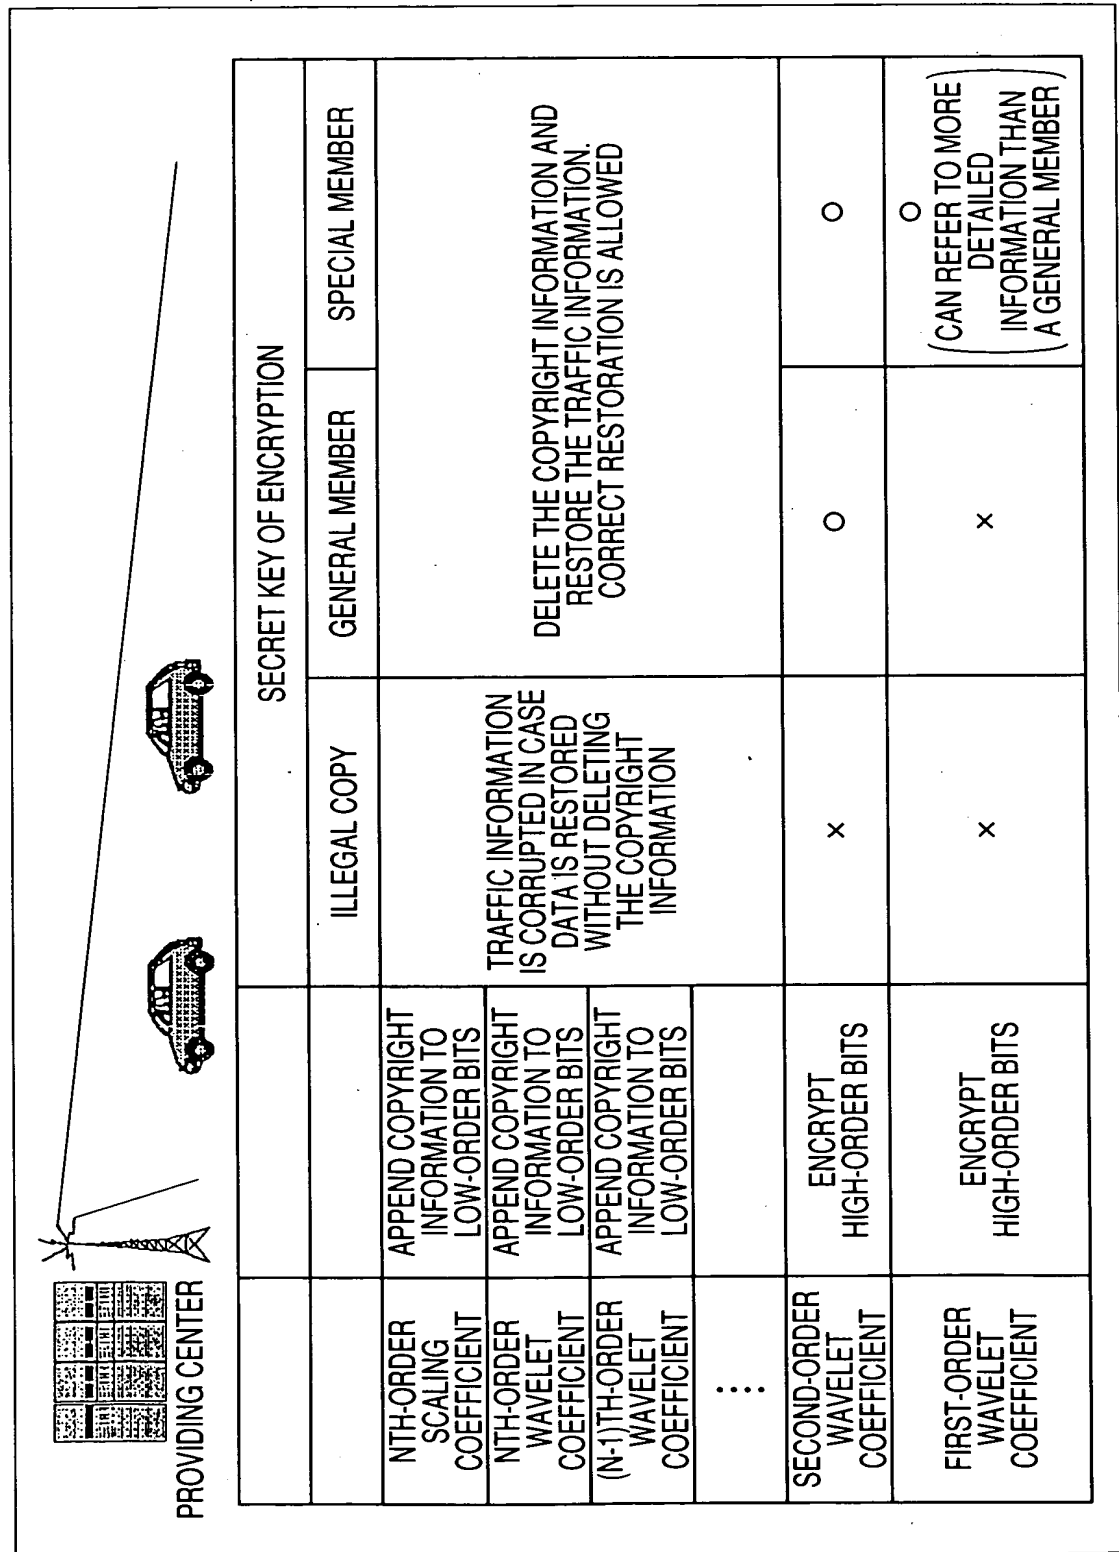 PROVIDING CENTER
SECRET KEY OF ENCRYPTION
ILLEGAL COPY
GENERAL MEMBER
SPECIAL MEMBER
NTH-ORDER
SCALING
COEFFICIENT
APPEND COPYRIGHT
INFORMATION TO
LOW-ORDER BITS
TRAFFIC INFORMATION
IS CORRUPTED IN CASE
DATA IS RESTORED
WITHOUT DELETING
THE COPYRIGHT
INFORMATION
DELETE THE COPYRIGHT INFORMATION AND
RESTORE THE TRAFFIC INFORMATION.
CORRECT RESTORATION IS ALLOWED
NTH-ORDER
WAVELET
COEFFICIENT
APPEND COPYRIGHT
INFORMATION TO
LOW-ORDER BITS
(N-1)TH-ORDER
WAVELET
COEFFICIENT
APPEND COPYRIGHT
INFORMATION TO
LOW-ORDER BITS
....
SECOND-ORDER
WAVELET
COEFFICIENT
ENCRYPT
HIGH-ORDER BITS
×
○
○
FIRST-ORDER
WAVELET
COEFFICIENT
ENCRYPT
HIGH-ORDER BITS
×
×
○
(CAN REFER TO MORE
DETAILED
INFORMATION THAN
A GENERAL MEMBER)